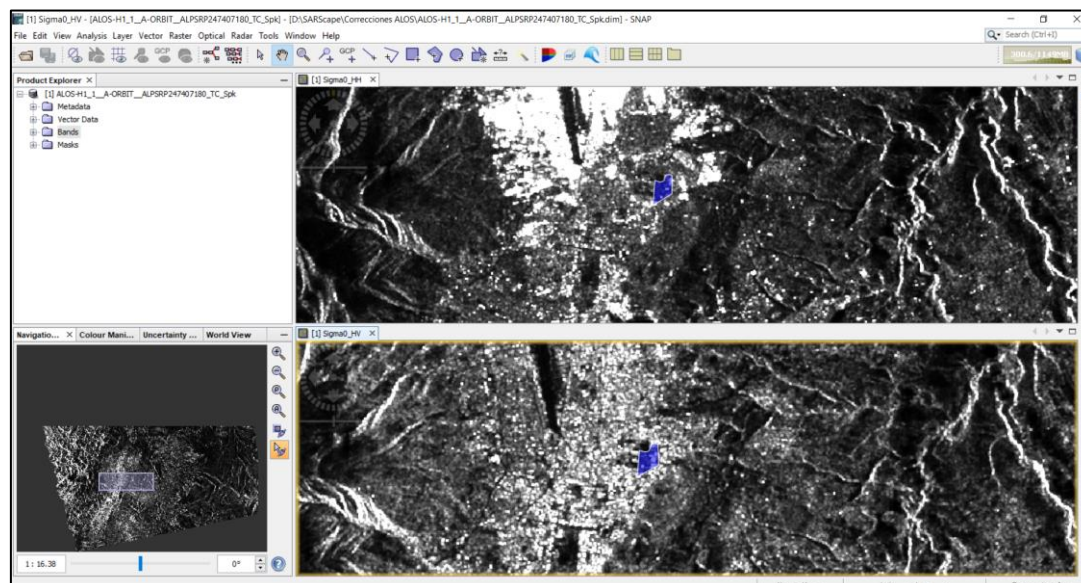 [1] Sigma0_HV - [ALOS-H1_1__A-ORBIT__ALPSRP247407180_TC_Spk] - [D:\SARScape\Correcciones ALOS\ALOS-H1_1__A-ORBIT__ALPSRP247407180_TC_Spk.dim] - SNAP
File Edit View Analysis Layer Vector Raster Optical Radar Tools Window Help
Search (Ctrl+I)
GCP GCP
Product Explorer
[1] Sigma0_HH
[1] ALOS-H1_1__A-ORBIT__ALPSRP247407180_TC_Spk
Metadata
Vector Data
Bands
Masks
Navigatio... Colour Mani... Uncertainty ... World View
[1] Sigma0_HV
1 : 16.38
0°